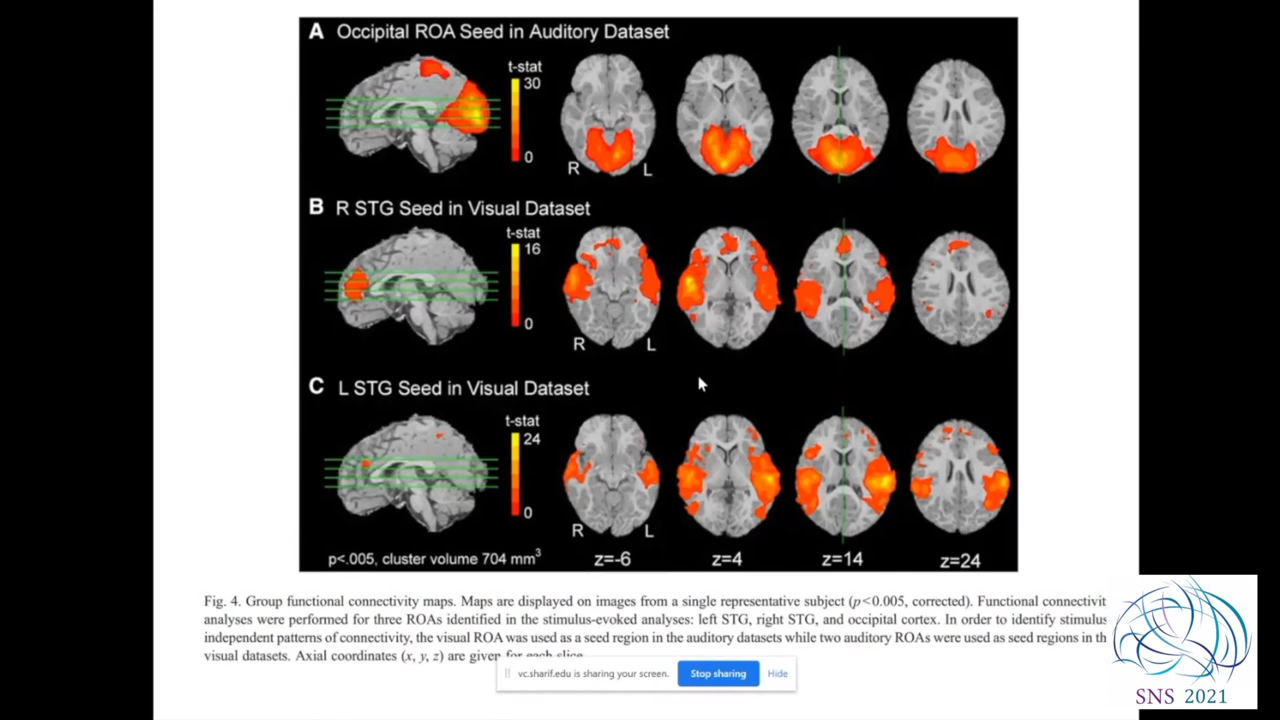 A Occipital ROA Seed in Auditory Dataset
t-stat
30
0
R L
B R STG Seed in Visual Dataset
t-stat
16
0
R L
C L STG Seed in Visual Dataset
t-stat
24
0
R L
p<.005, cluster volume 704 mm³ z=-6 z=4 z=14 z=24
Fig. 4. Group functional connectivity maps. Maps are displayed on images from a single representative subject (p<0.005, corrected). Functional connectivit
analyses were performed for three ROAs identified in the stimulus-evoked analyses: left STG, right STG, and occipital cortex. In order to identify stimulus
independent patterns of connectivity, the visual ROA was used as a seed region in the auditory datasets while two auditory ROAs were used as seed regions in th
visual datasets. Axial coordinates (x, y, z) are given for each slice
vc.sharif.edu is sharing your screen. Stop sharing Hide
SNS 2021